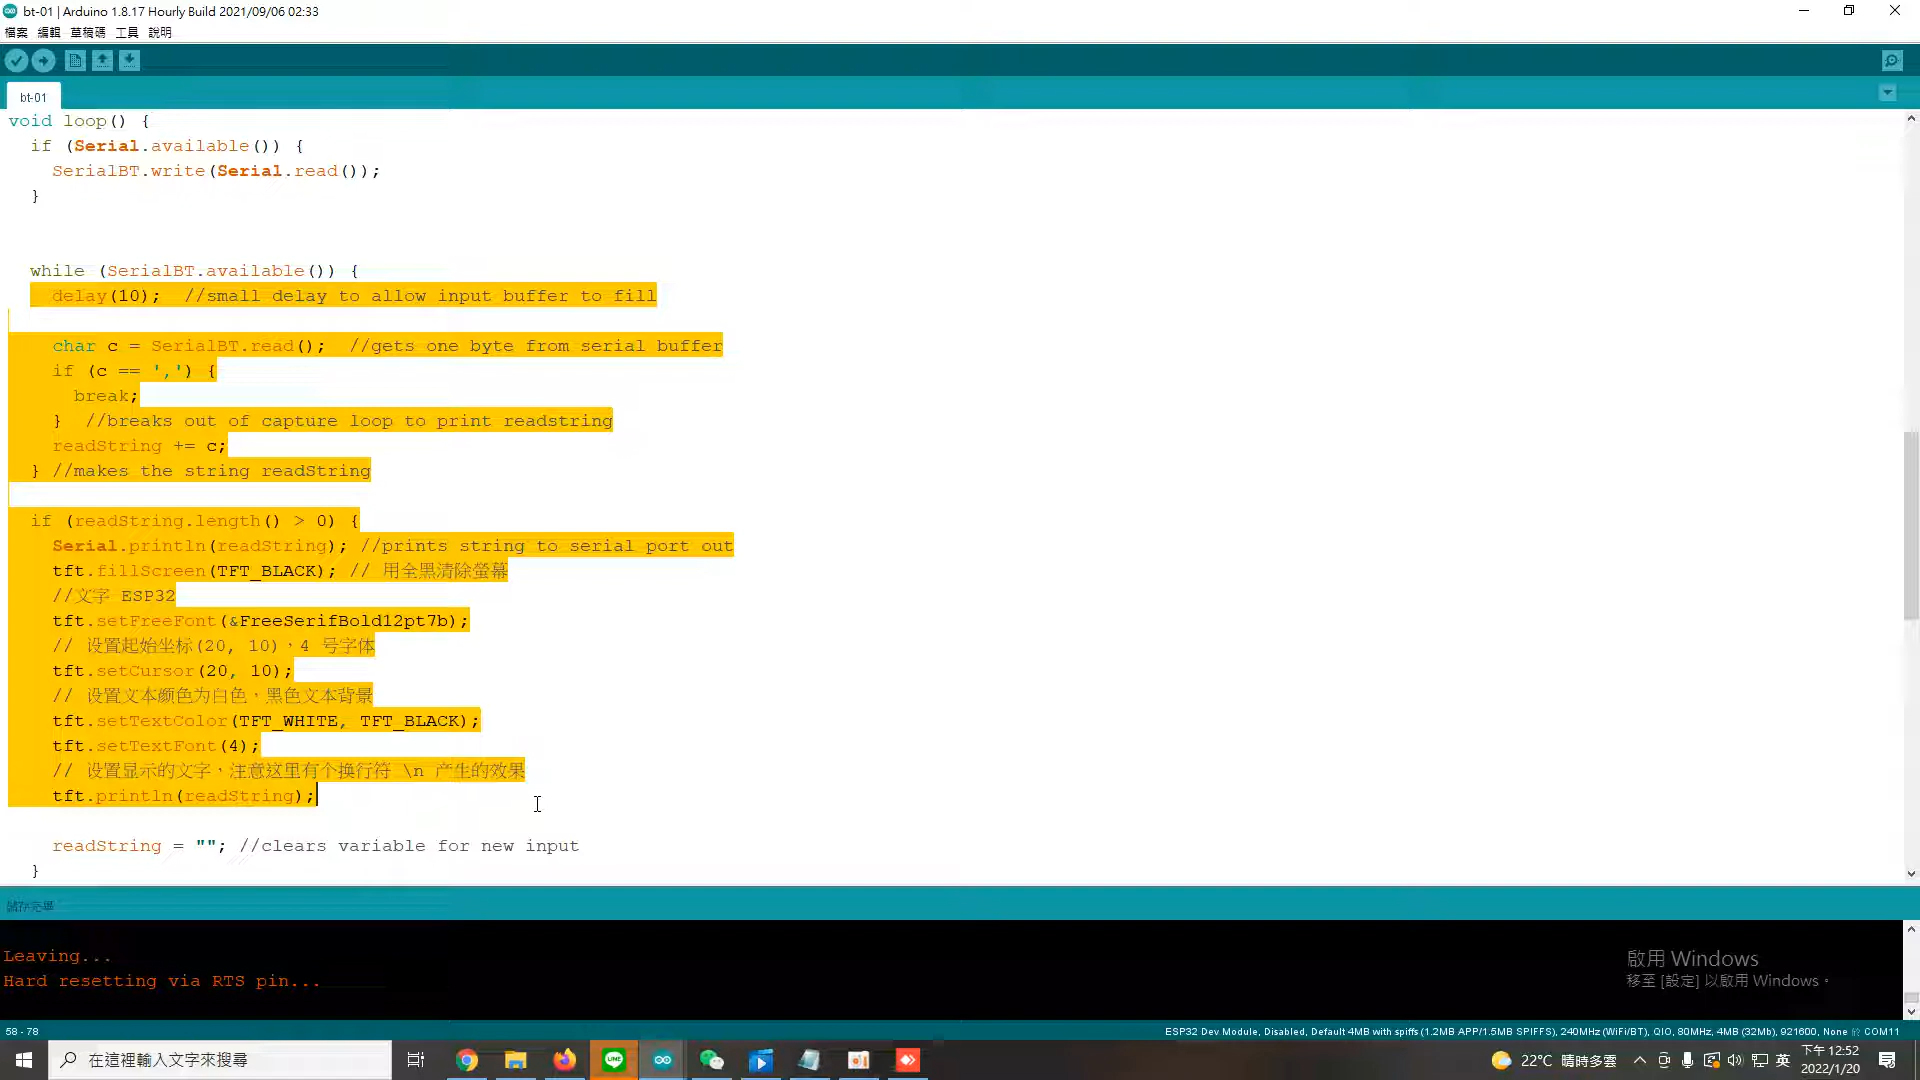 bt-01 | Arduino 1.8.17 Hourly Build 2021/09/06 02:33
檔案 編輯 草稿碼 工具 說明
bt-01
void loop() {
if (Serial.available()) {
SerialBT.write(Serial.read());
}
while (SerialBT.available()) {
delay(10); //small delay to allow input buffer to fill
char c = SerialBT.read(); //gets one byte from serial buffer
if (c == ',') {
break;
} //breaks out of capture loop to print readstring
readString += c;
} //makes the string readString
if (readString.length() > 0) {
Serial.println(readString); //prints string to serial port out
tft.fillScreen(TFT_BLACK); // 用全黑清除螢幕
//文字 ESP32
tft.setFreeFont(&FreeSerifBold12pt7b);
// 设置起始坐标(20, 10)，4 号字体
tft.setCursor(20, 10);
// 设置文本颜色为白色，黑色文本背景
tft.setTextColor(TFT_WHITE, TFT_BLACK);
tft.setTextFont(4);
// 设置显示的文字，注意这里有个换行符 \n 产生的效果
tft.println(readString);
readString = ""; //clears variable for new input
}
儲存完畢
Leaving...
Hard resetting via RTS pin...
啟用 Windows
移至 [設定] 以啟用 Windows。
58 - 78
ESP32 Dev Module, Disabled, Default 4MB with spiffs (1.2MB APP/1.5MB SPIFFS), 240MHz (WiFi/BT), QIO, 80MHz, 4MB (32Mb), 921600, None 於 COM11
在這裡輸入文字來搜尋
LINE
22°C 晴時多雲
英
下午 12:52
2022/1/20